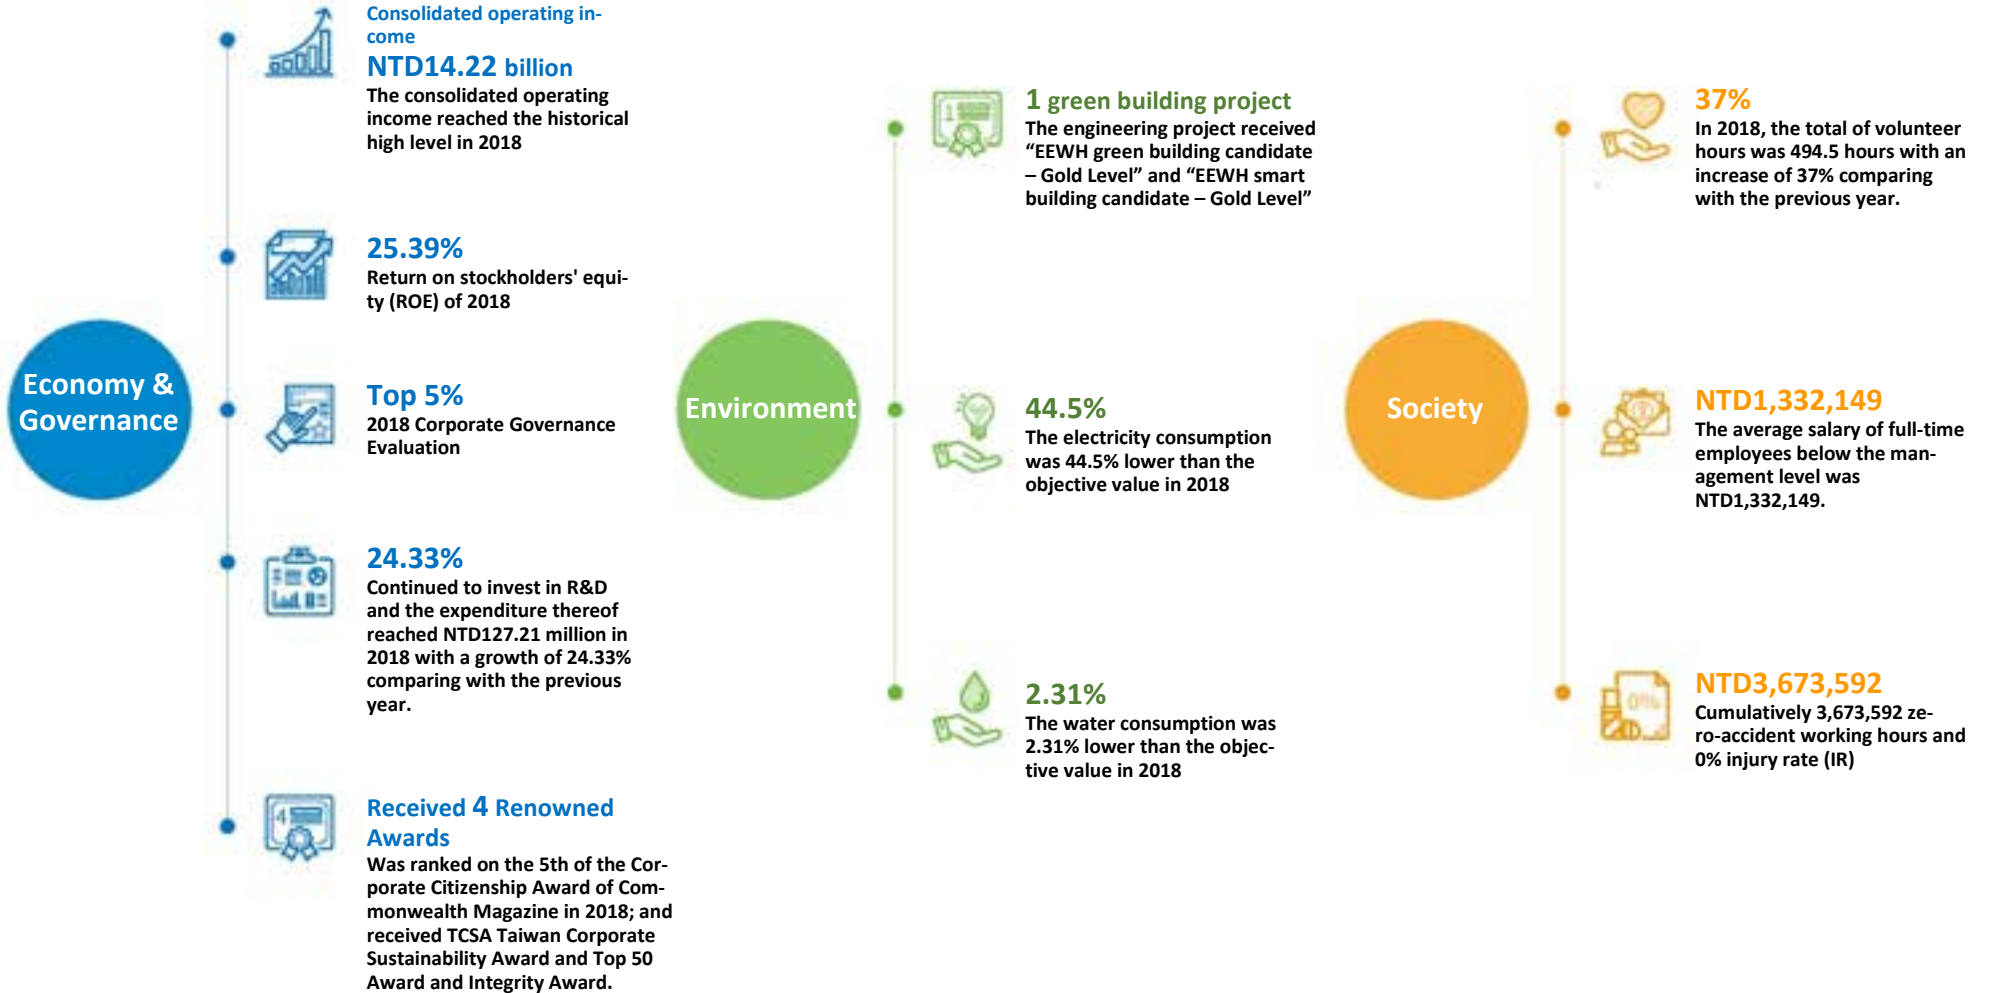 Economy &
Governance
Consolidated operating in-
come
NTD14.22 billion
The consolidated operating
income reached the historical
high level in 2018
25.39%
Return on stockholders' equi-
ty (ROE) of 2018
Top 5%
2018 Corporate Governance
Evaluation
24.33%
Continued to invest in R&D
and the expenditure thereof
reached NTD127.21 million in
2018 with a growth of 24.33%
comparing with the previous
year.
4
Received 4 Renowned
Awards
Was ranked on the 5th of the Cor-
porate Citizenship Award of Com-
monwealth Magazine in 2018; and
received TCSA Taiwan Corporate
Sustainability Award and Top 50
Award and Integrity Award.
Environment
1
1 green building project
The engineering project received
“EEWH green building candidate
– Gold Level” and “EEWH smart
building candidate – Gold Level”
44.5%
The electricity consumption
was 44.5% lower than the
objective value in 2018
2.31%
The water consumption was
2.31% lower than the objec-
tive value in 2018
Society
37%
In 2018, the total of volunteer
hours was 494.5 hours with an
increase of 37% comparing
with the previous year.
NTD1,332,149
The average salary of full-time
employees below the man-
agement level was
NTD1,332,149.
0%
NTD3,673,592
Cumulatively 3,673,592 ze-
ro-accident working hours and
0% injury rate (IR)